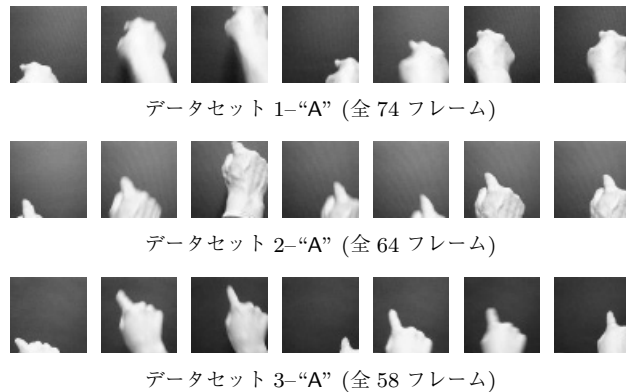 データセット 1–“A” (全 74 フレーム)
データセット 2–“A” (全 64 フレーム)
データセット 3–“A” (全 58 フレーム)